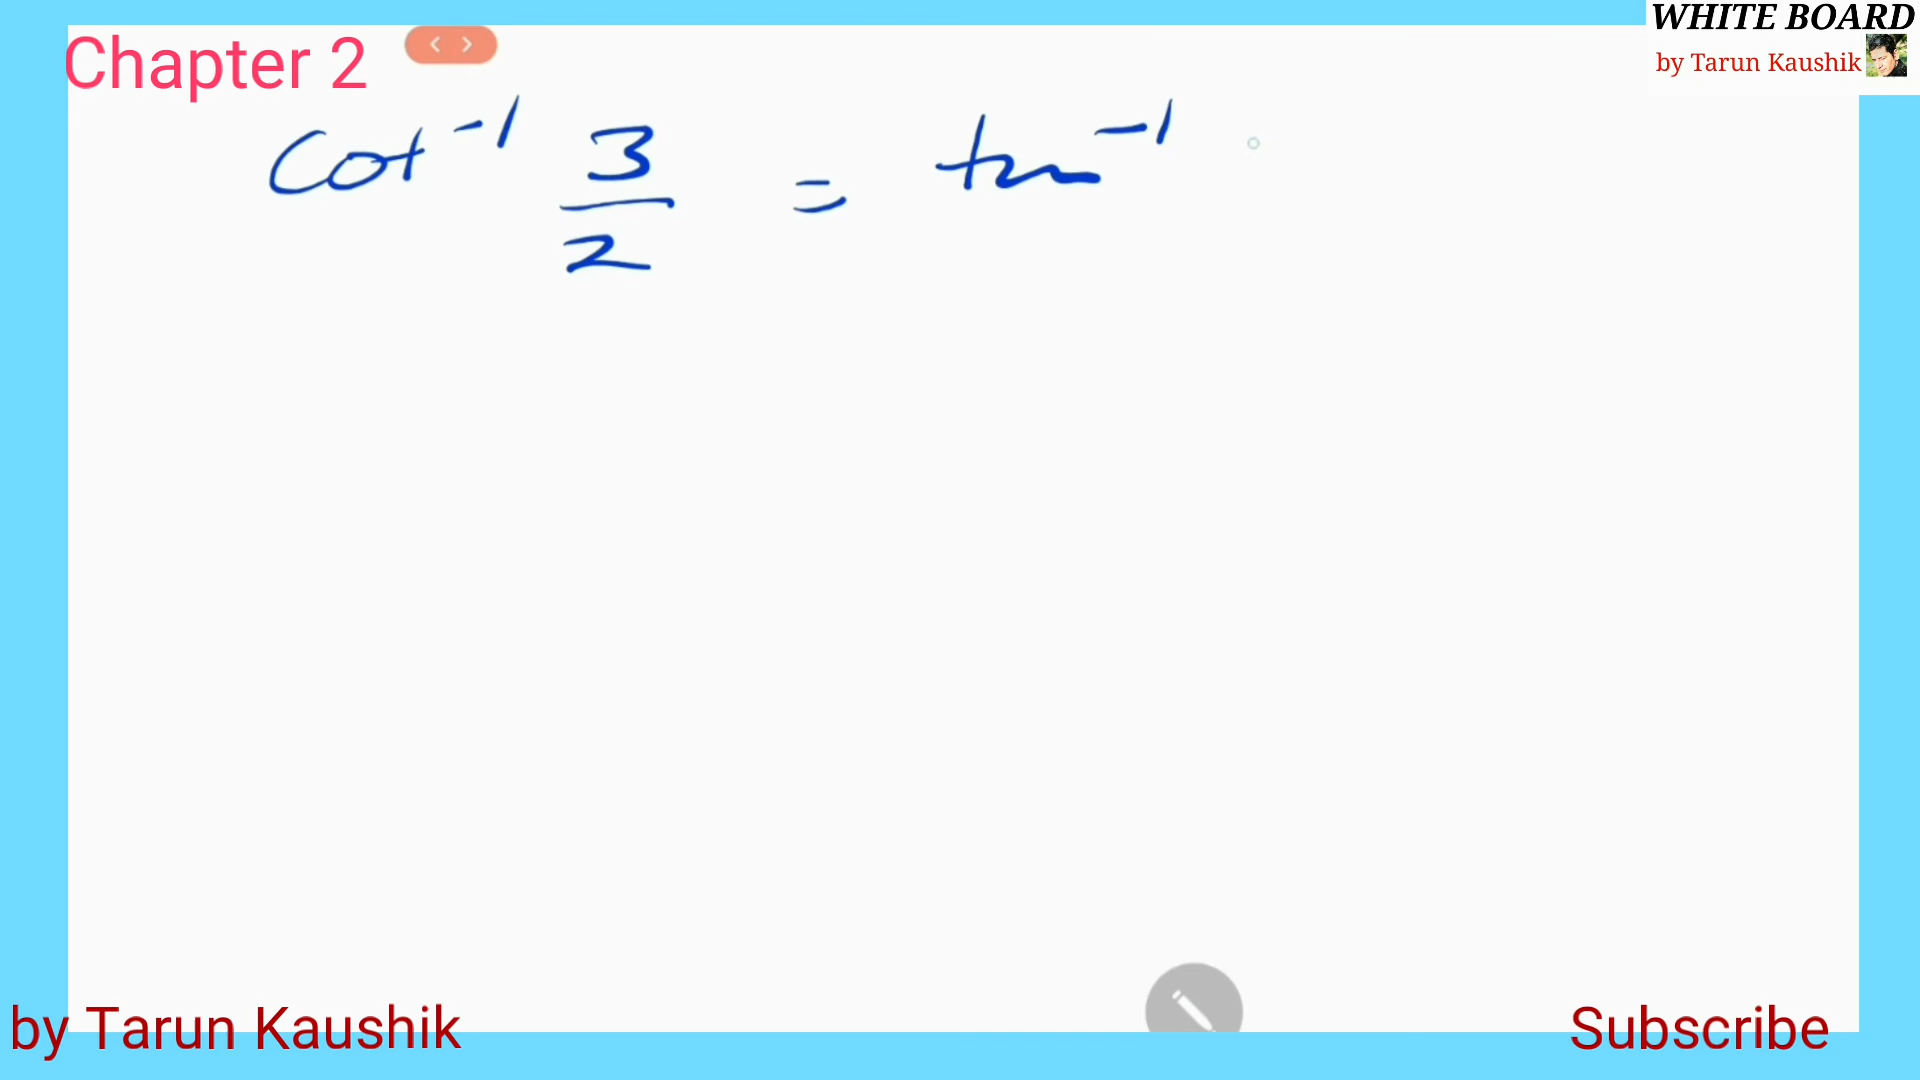 WHITE BOARD
by Tarun Kaushik
Chapter 2
cot⁻¹ 3/2 = tan⁻¹
by Tarun Kaushik
Subscribe